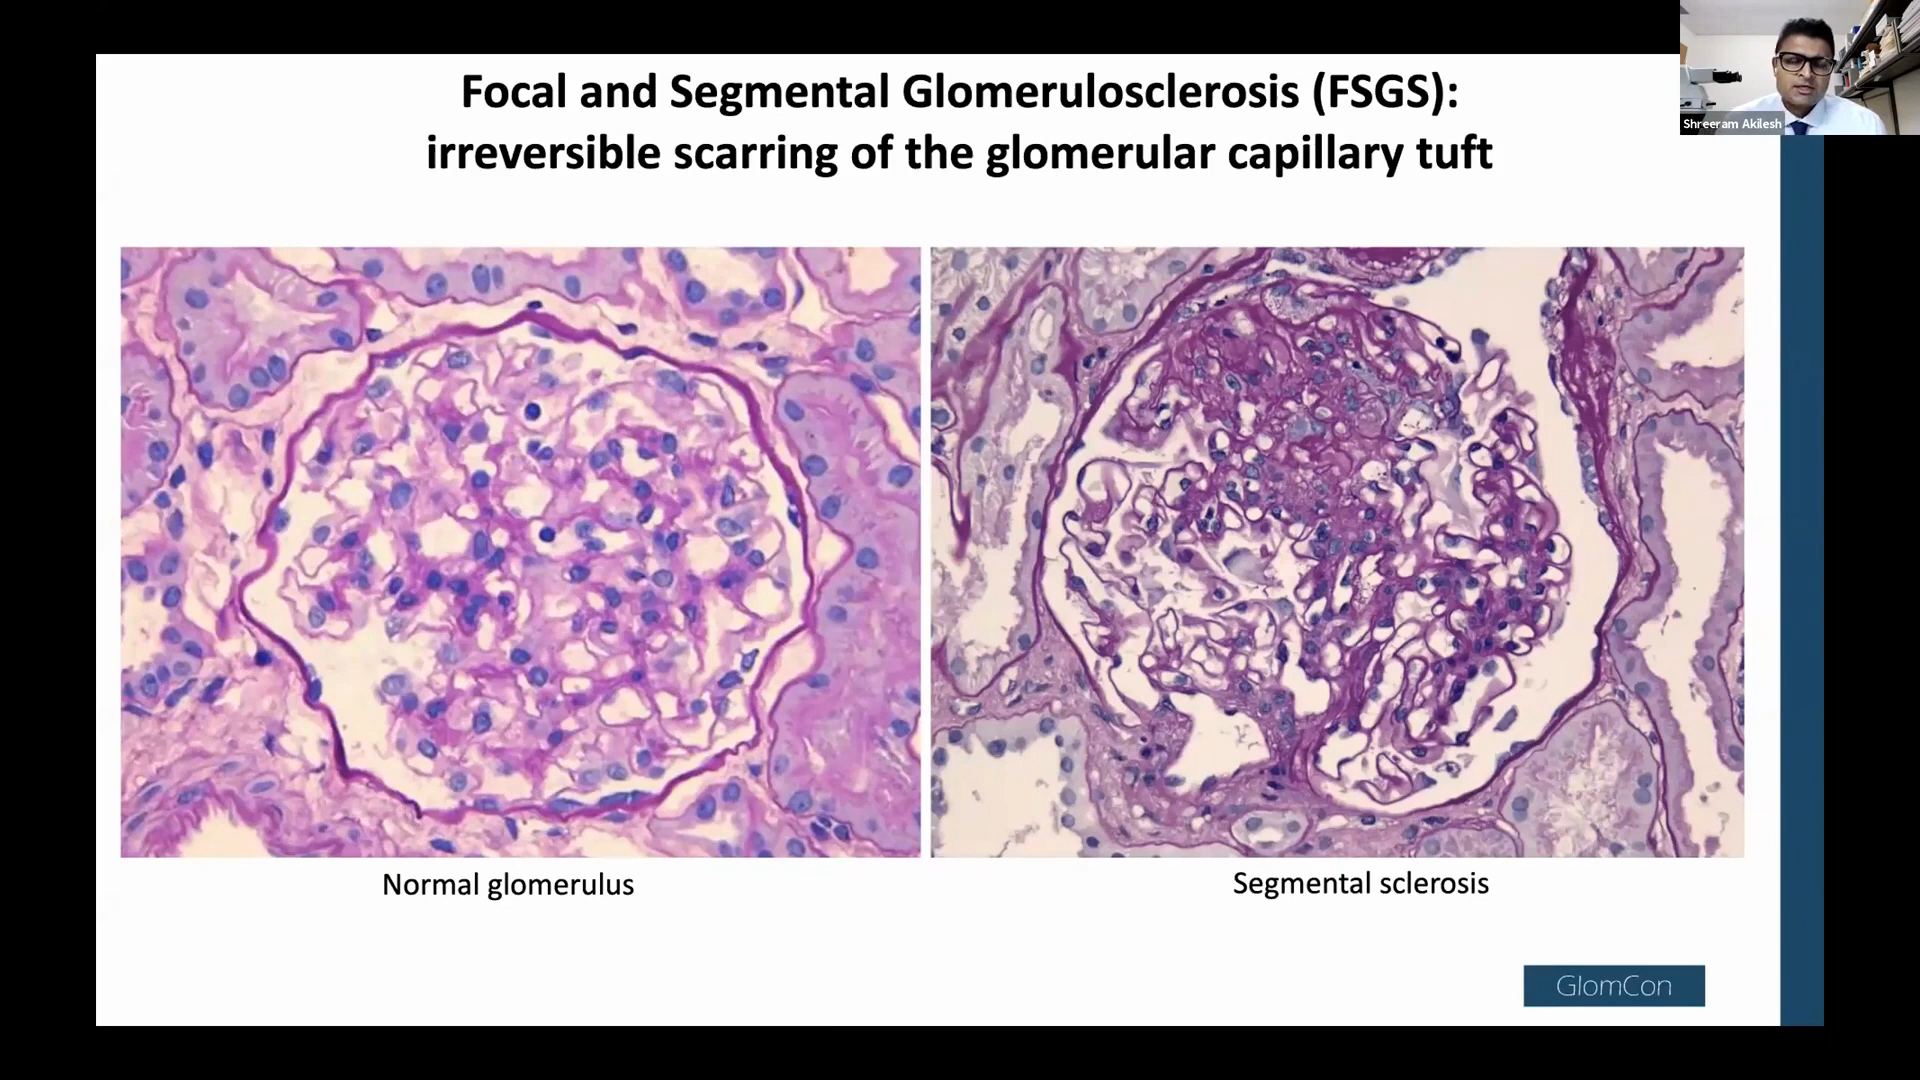 Focal and Segmental Glomerulosclerosis (FSGS):
irreversible scarring of the glomerular capillary tuft
Shreeram Akilesh
Normal glomerulus
Segmental sclerosis
GlomCon